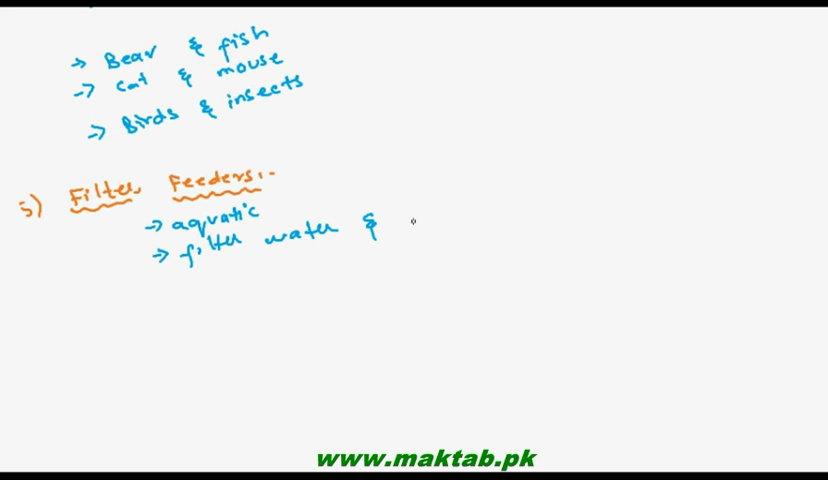 → Bear & fish
→ cat & mouse
→ Birds & insects
5) Filter Feeders:-
→ aquatic
→ filter water &
www.maktab.pk